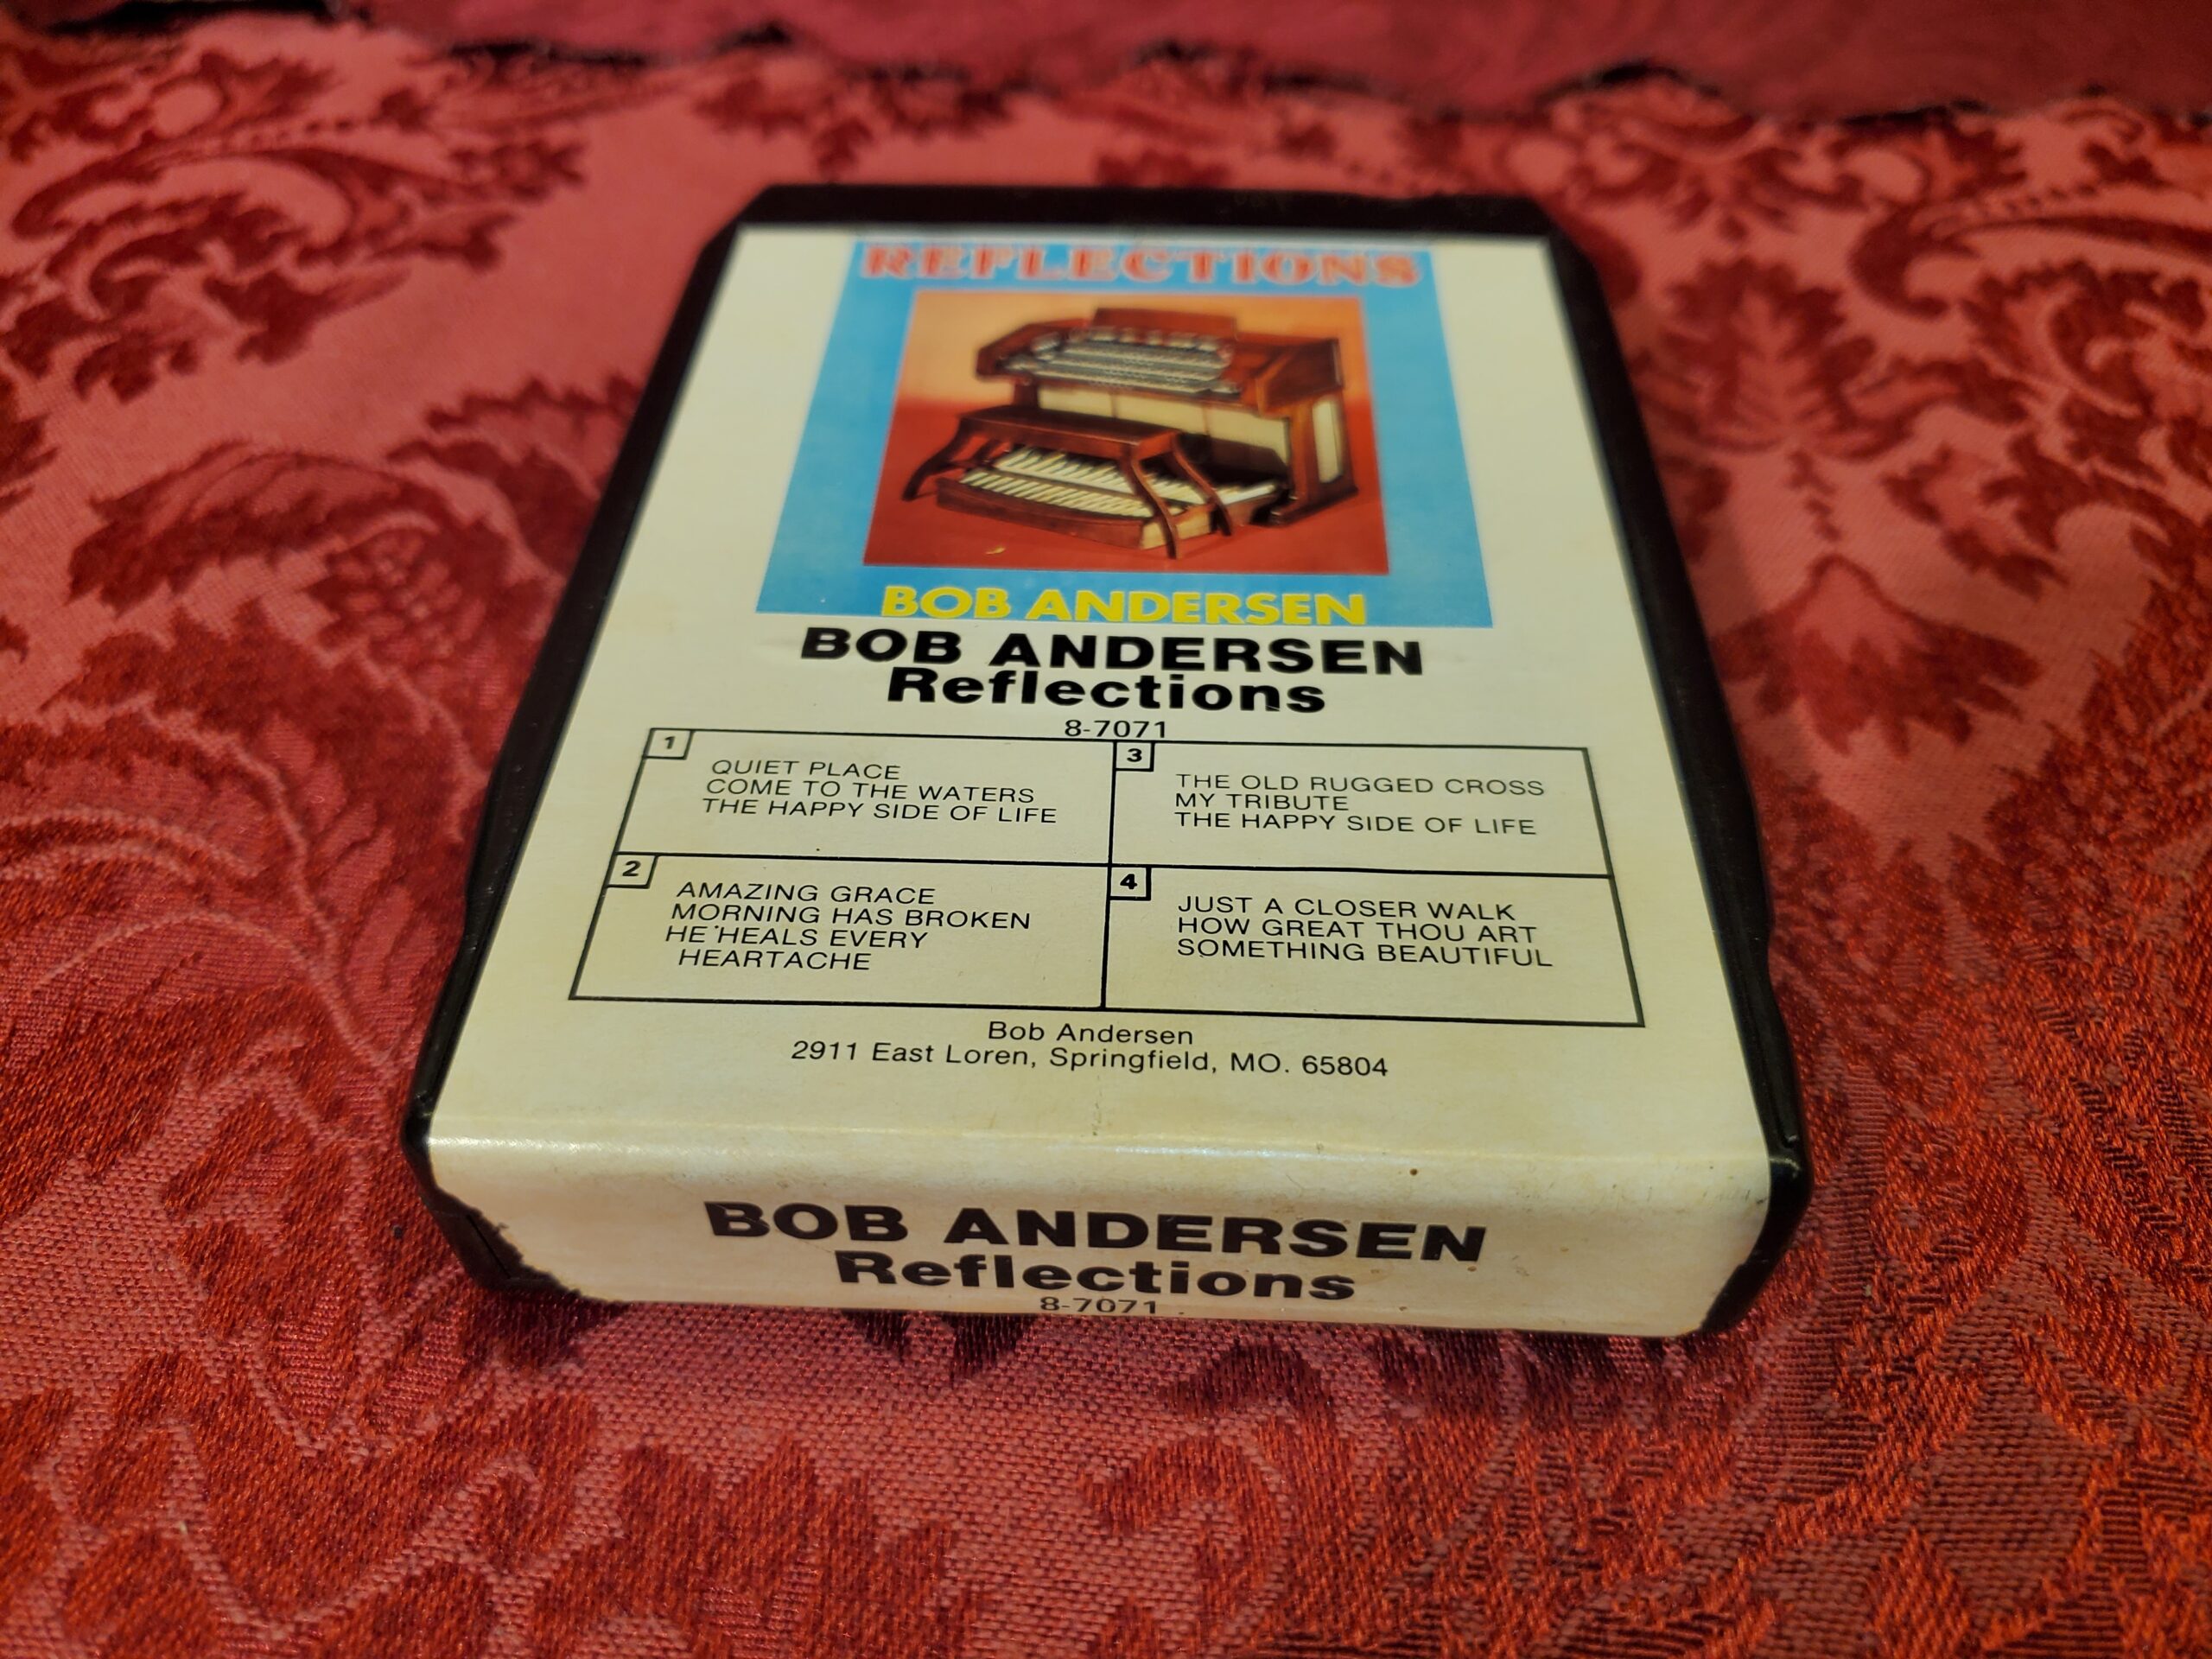 REFLECTIONS
BOB ANDERSEN
BOB ANDERSEN
Reflections
8-7071
1
QUIET PLACE
COME TO THE WATERS
THE HAPPY SIDE OF LIFE
2
AMAZING GRACE
MORNING HAS BROKEN
HE HEALS EVERY
HEARTACHE
3
THE OLD RUGGED CROSS
MY TRIBUTE
THE HAPPY SIDE OF LIFE
4
JUST A CLOSER WALK
HOW GREAT THOU ART
SOMETHING BEAUTIFUL
Bob Andersen
2911 East Loren, Springfield, MO. 65804
BOB ANDERSEN
Reflections
8-7071